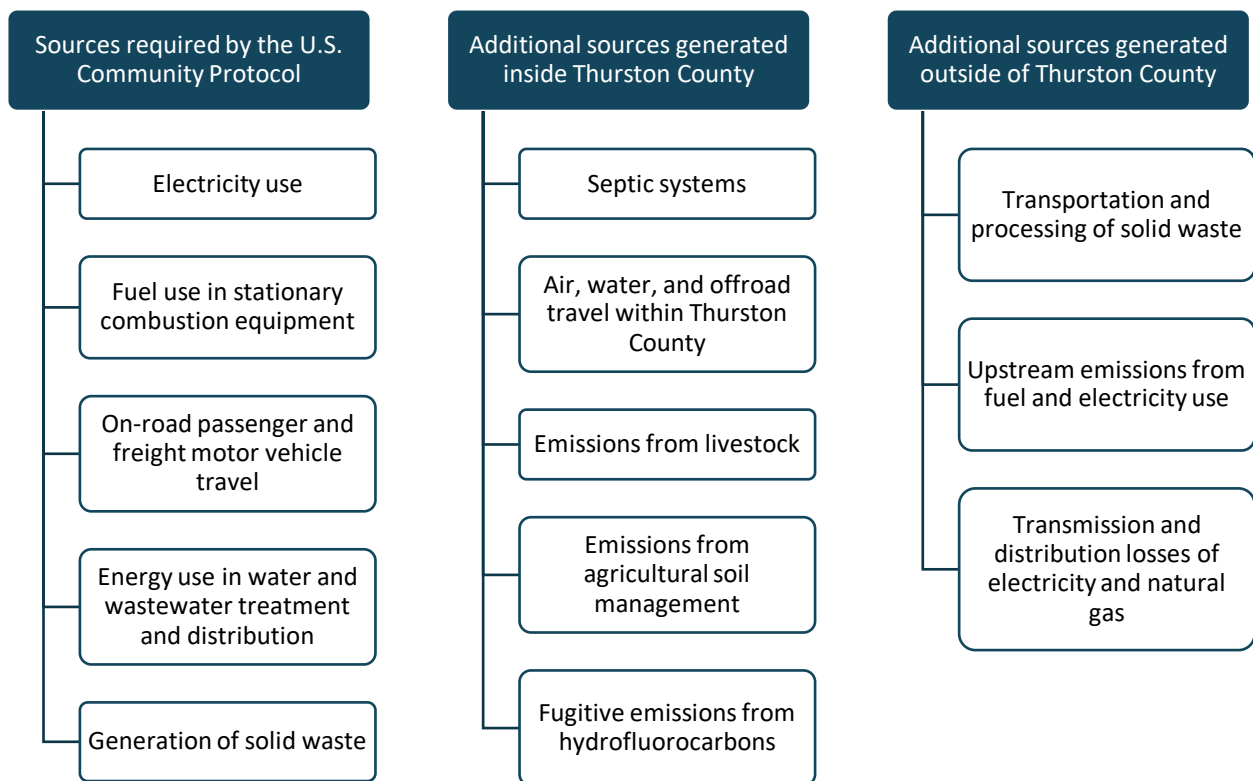 Sources required by the U.S.
Community Protocol
Electricity use
Fuel use in stationary
combustion equipment
On-road passenger and
freight motor vehicle
travel
Energy use in water and
wastewater treatment
and distribution
Generation of solid waste
Additional sources generated
inside Thurston County
Septic systems
Air, water, and offroad
travel within Thurston
County
Emissions from livestock
Emissions from
agricultural soil
management
Fugitive emissions from
hydrofluorocarbons
Additional sources generated
outside of Thurston County
Transportation and
processing of solid waste
Upstream emissions from
fuel and electricity use
Transmission and
distribution losses of
electricity and natural
gas